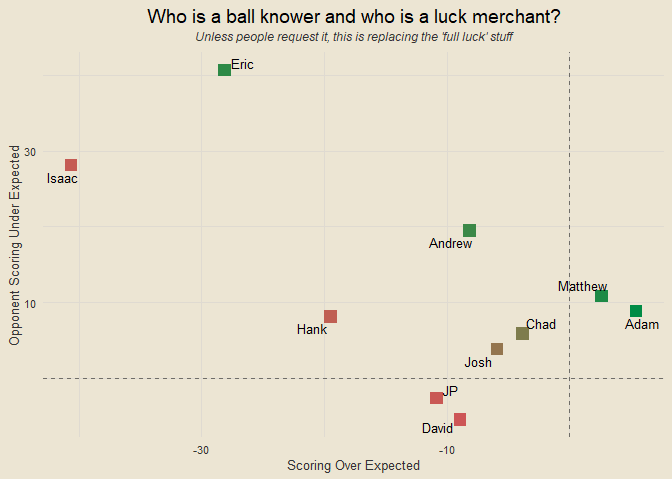 Who is a ball knower and who is a luck merchant?
Unless people request it, this is replacing the 'full luck' stuff
Eric
30
Isaac
Andrew
Matthew
10
Hank
Chad
Adam
Josh
JP
David
-30
-10
Scoring Over Expected
Opponent Scoring Under Expected